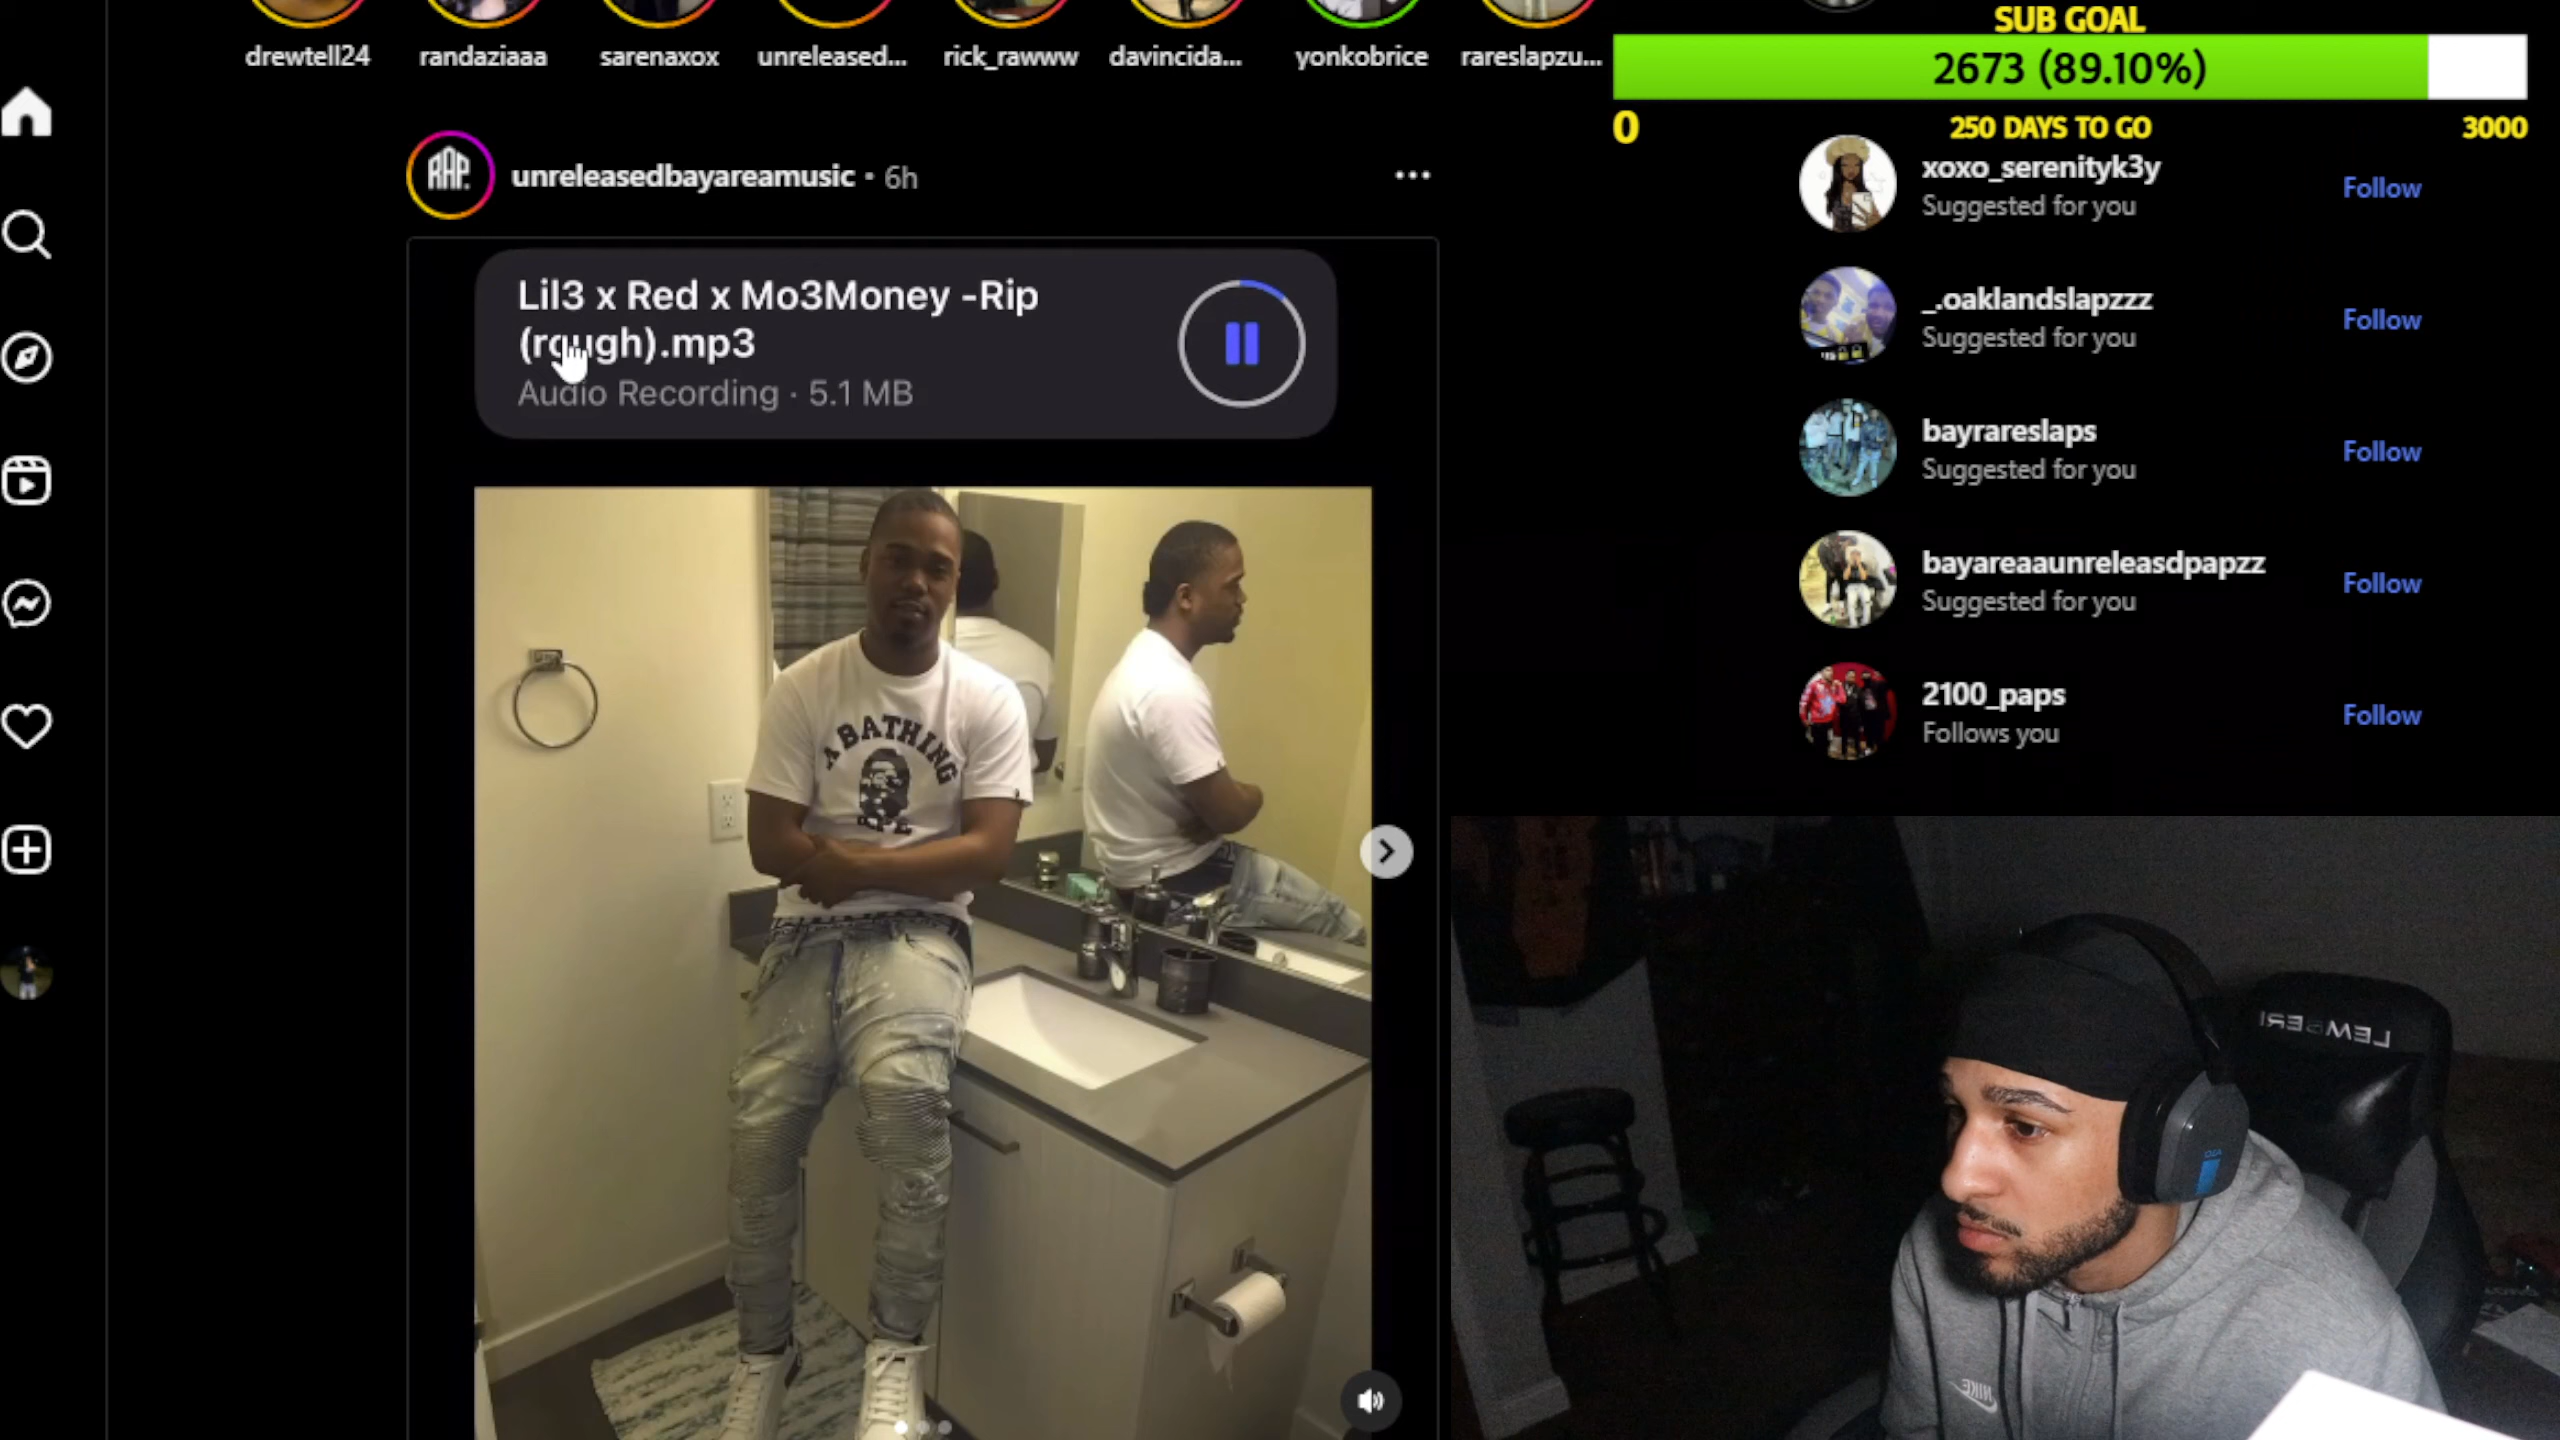 drewtell24
randaziaaa
sarenaxox
unreleased...
rick_rawww
davincida...
yonkobrice
rareslapzu...
SUB GOAL
2673 (89.10%)
0
250 DAYS TO GO
3000
RAP.
unreleasedbayareamusic • 6h
Lil3 x Red x Mo3Money -Rip
(rough).mp3
Audio Recording · 5.1 MB
A BATHING
APE
xoxo_serenityk3y
Suggested for you
Follow
_.oaklandslapzzz
Suggested for you
Follow
bayrareslaps
Suggested for you
Follow
bayareaaunreleasdpapzz
Suggested for you
Follow
2100_paps
Follows you
Follow
A20
NIKE